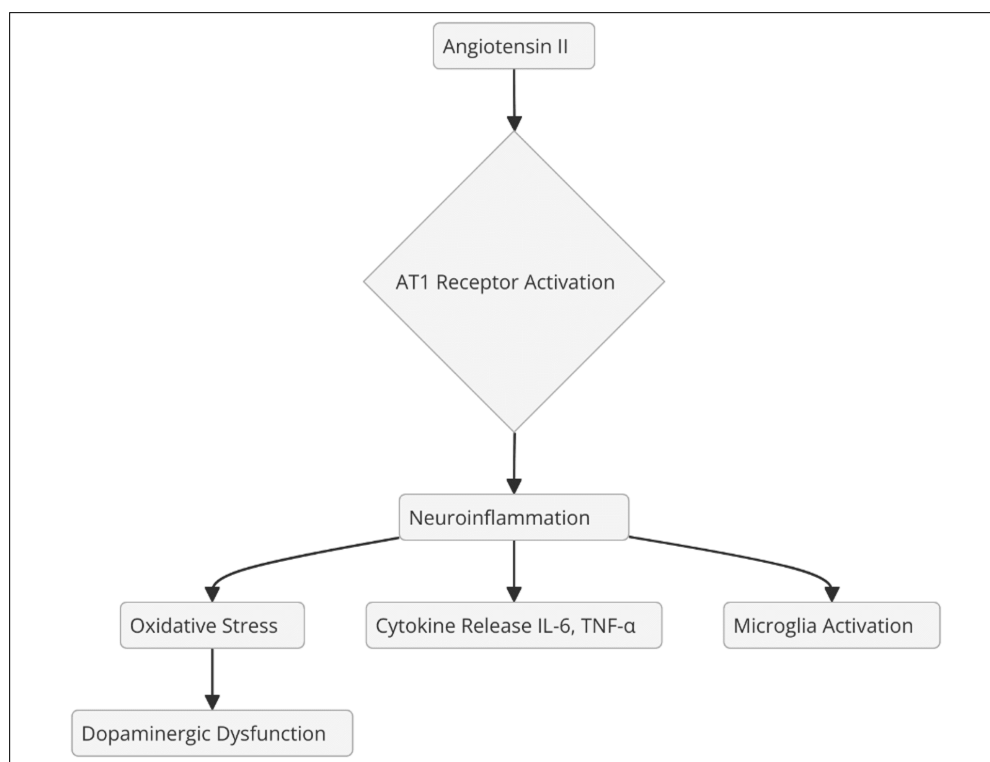 Angiotensin II
AT1 Receptor Activation
Neuroinflammation
Oxidative Stress
Cytokine Release IL-6, TNF-α
Microglia Activation
Dopaminergic Dysfunction